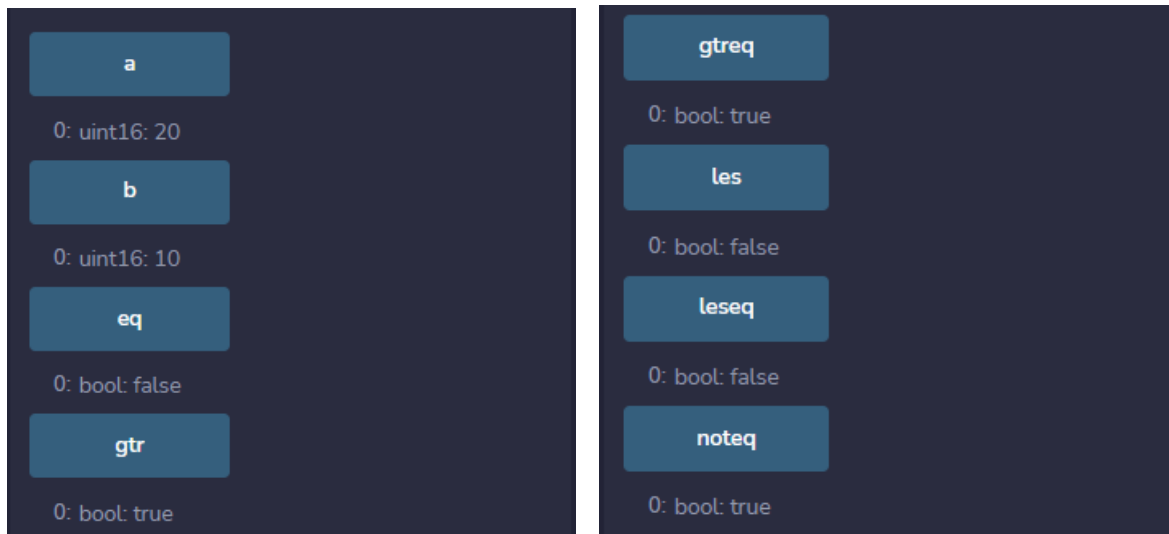 a
0: uint16: 20
b
0: uint16: 10
eq
0: bool: false
gtr
0: bool: true
gtreq
0: bool: true
les
0: bool: false
leseq
0: bool: false
noteq
0: bool: true